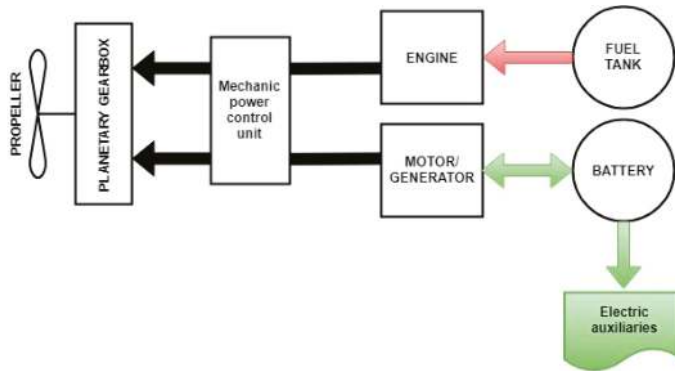 PROPELLER
PLANETARY GEARBOX
Mechanic
power
control
unit
ENGINE
FUEL
TANK
MOTOR/
GENERATOR
BATTERY
Electric
auxiliaries